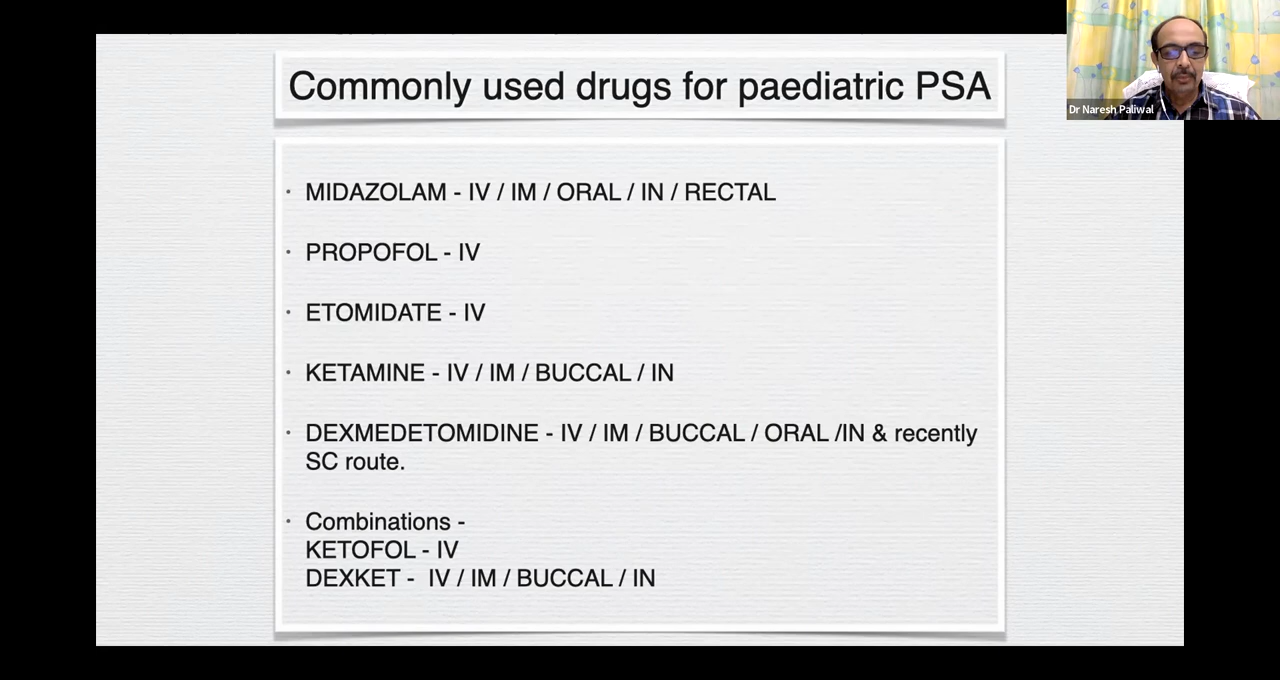 Commonly used drugs for paediatric PSA
Dr Naresh Paliwal
• MIDAZOLAM - IV / IM / ORAL / IN / RECTAL
• PROPOFOL - IV
• ETOMIDATE - IV
• KETAMINE - IV / IM / BUCCAL / IN
• DEXMEDETOMIDINE - IV / IM / BUCCAL / ORAL /IN & recently
SC route.
• Combinations -
KETOFOL - IV
DEXKET - IV / IM / BUCCAL / IN